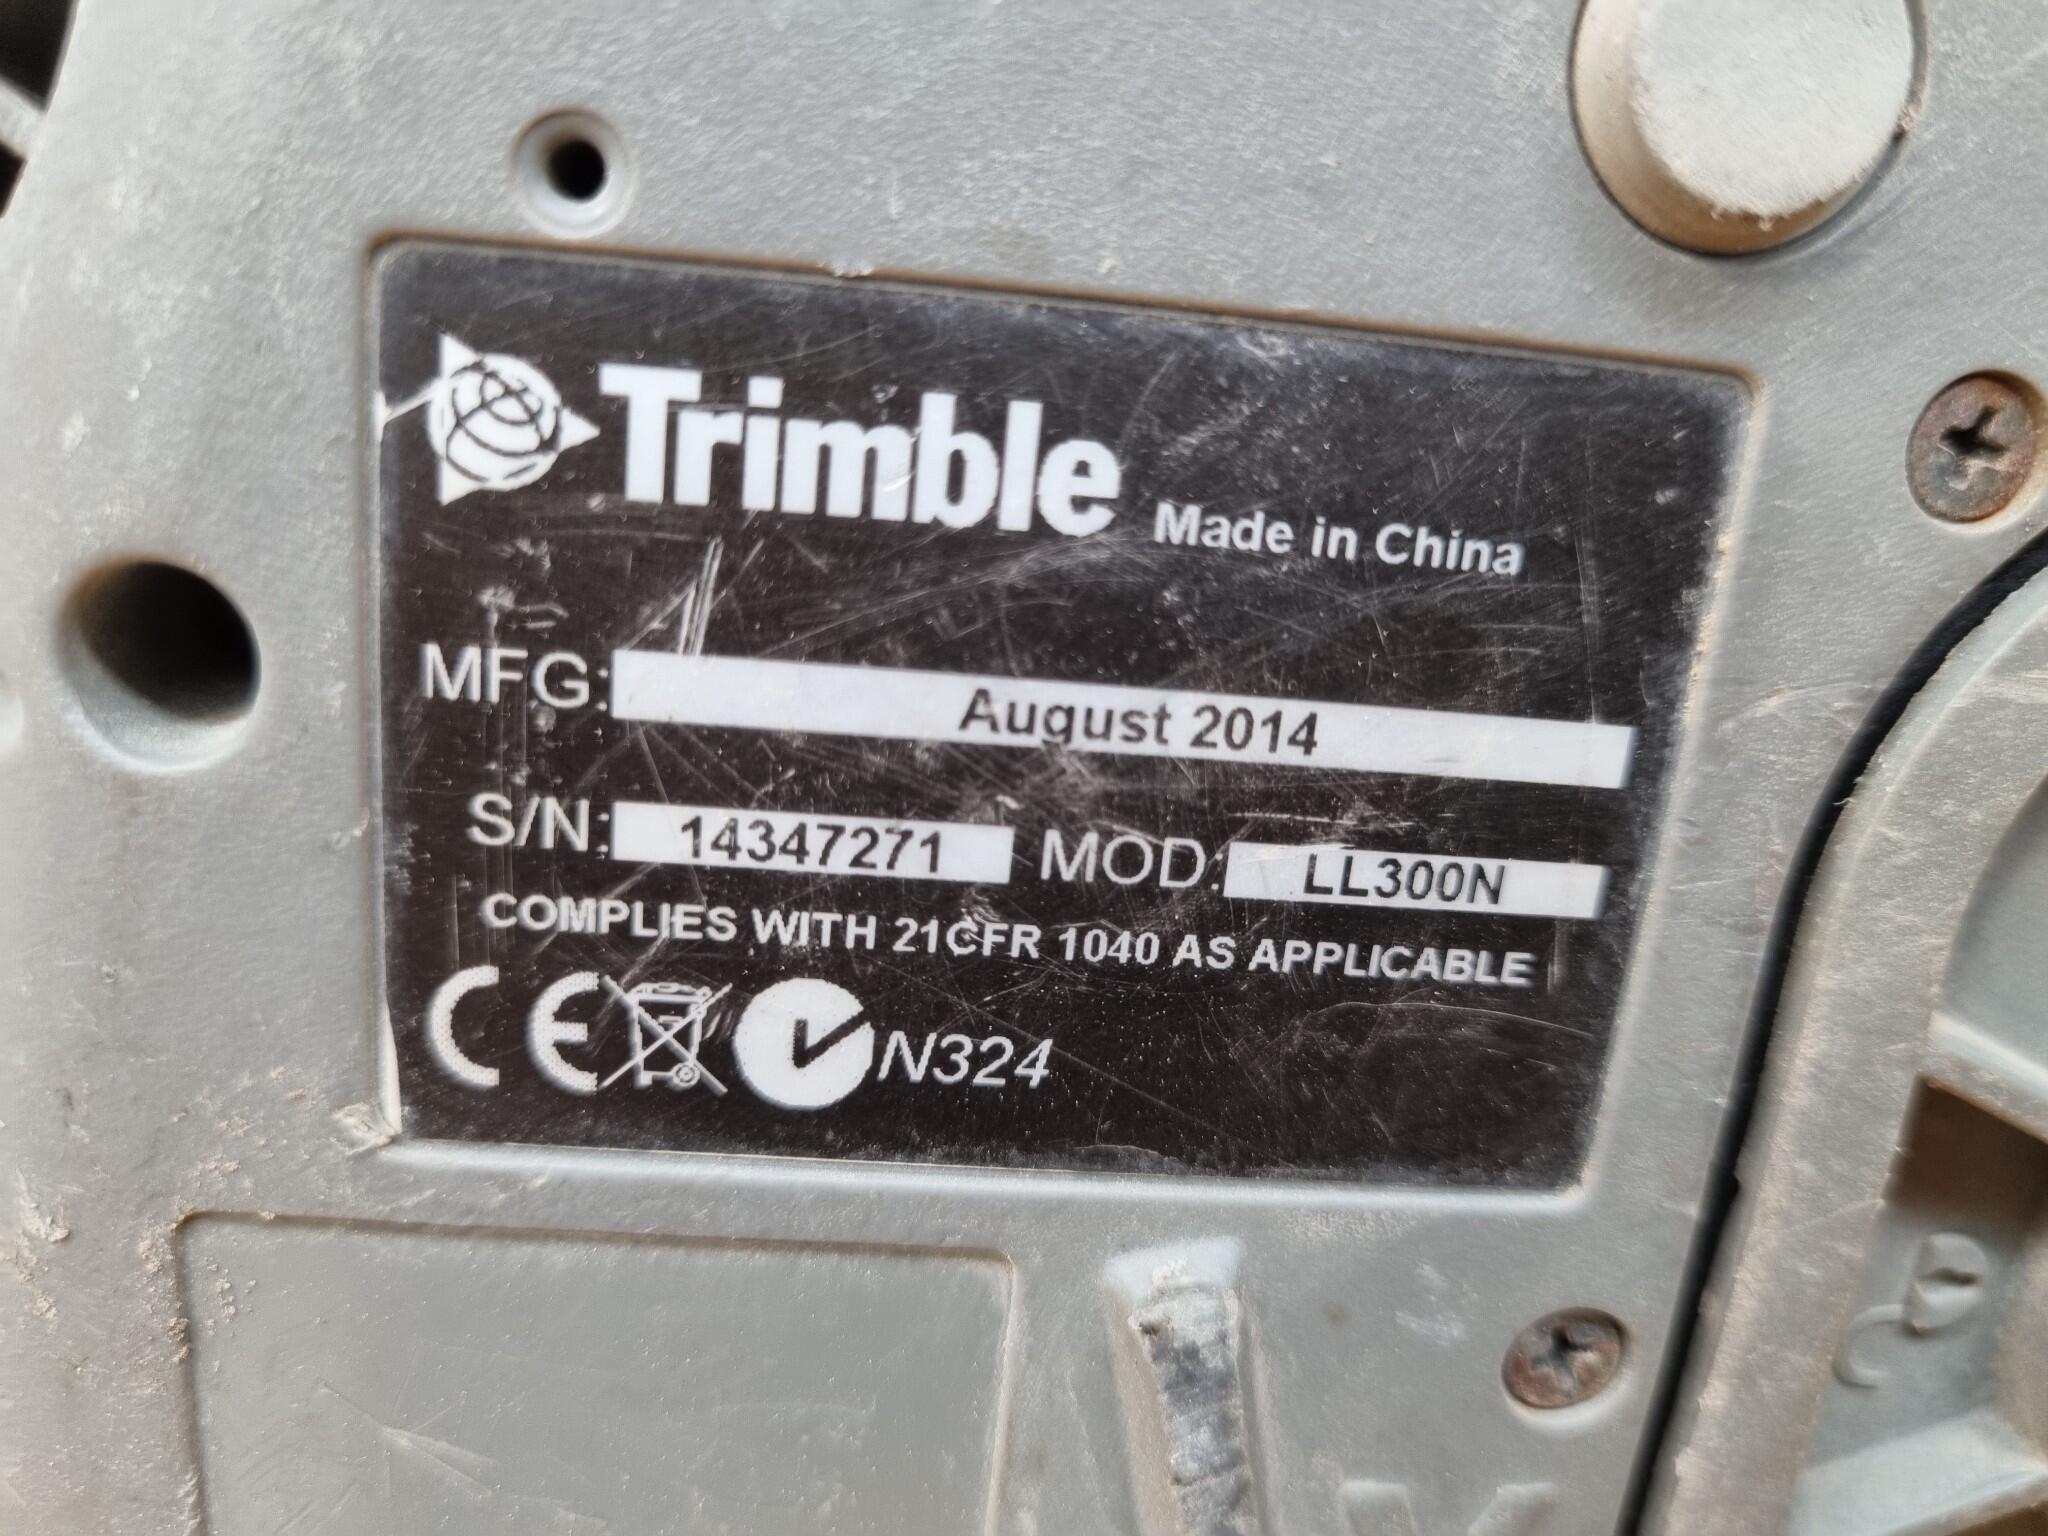 Trimble Made in China
MFG: August 2014
S/N: 14347271 MOD: LL300N
COMPLIES WITH 21CFR 1040 AS APPLICABLE
CE N324